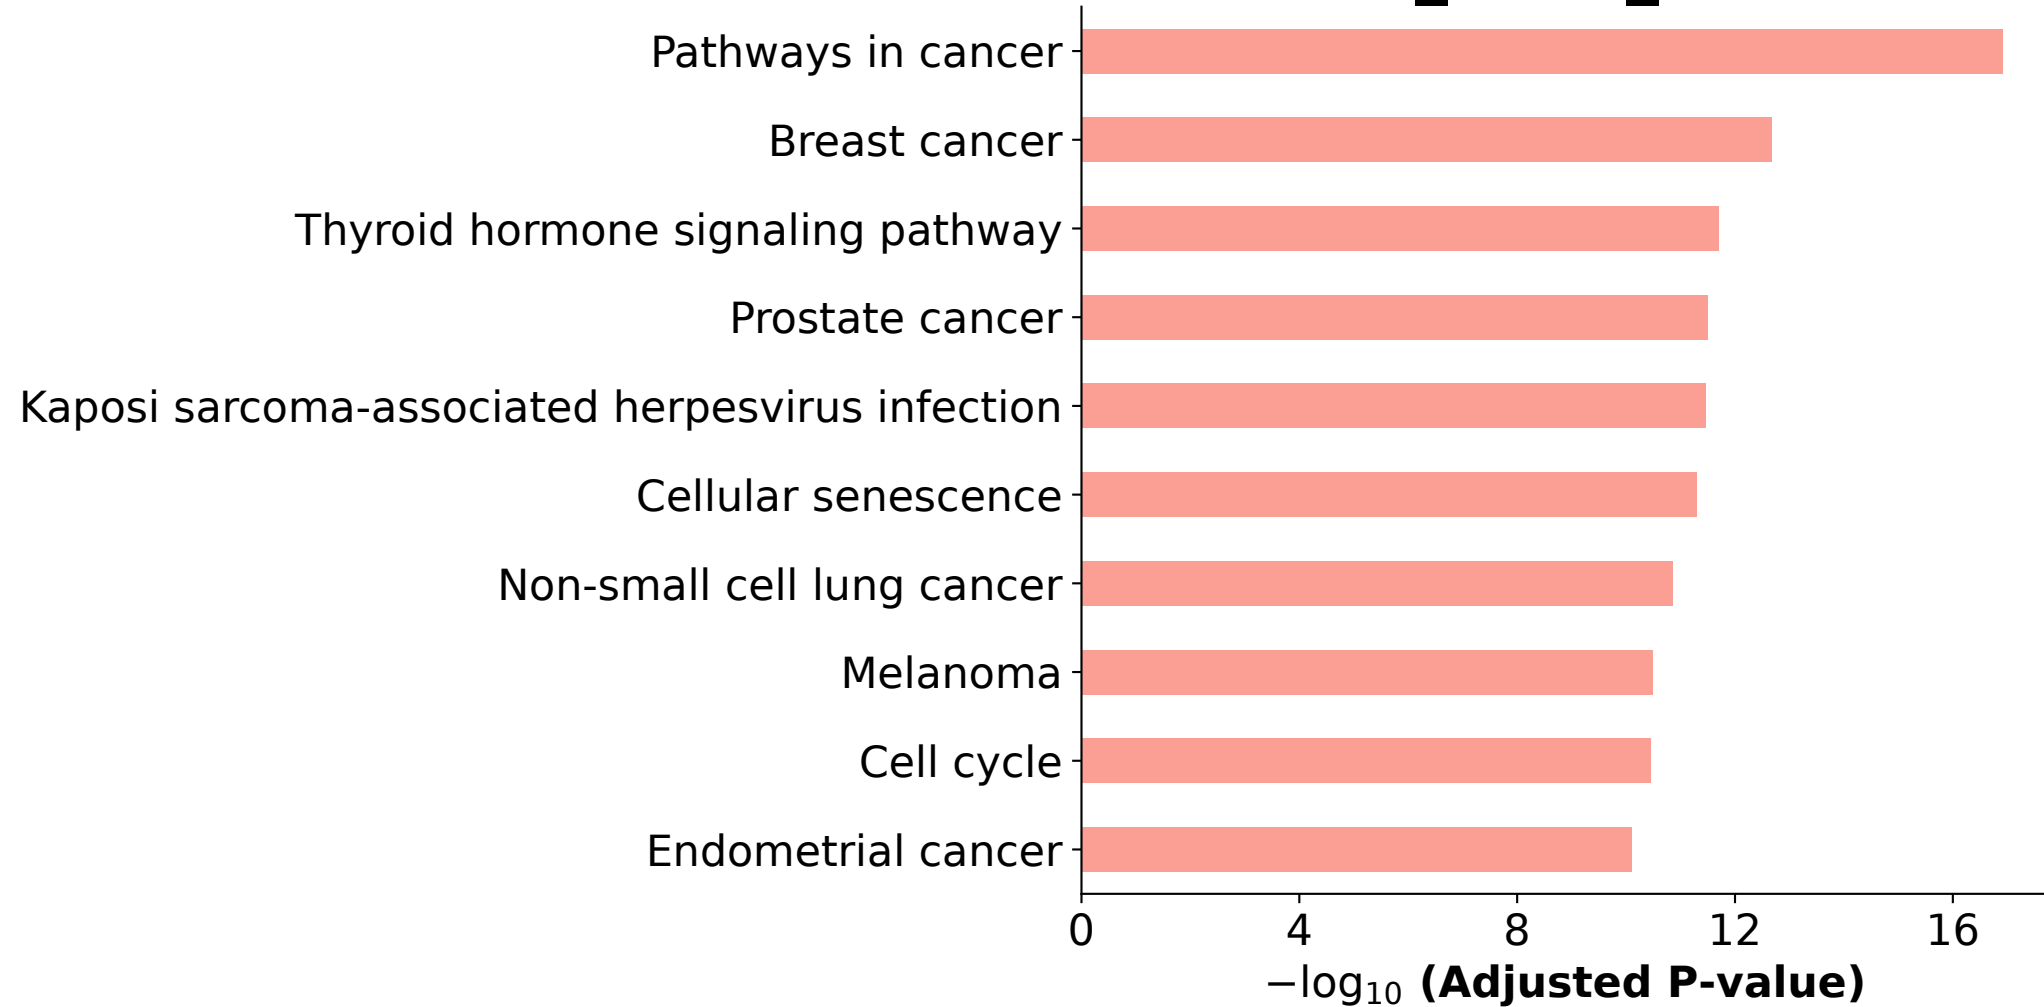 Pathways in cancer
Breast cancer
Thyroid hormone signaling pathway
Prostate cancer
Kaposi sarcoma-associated herpesvirus infection
Cellular senescence
Non-small cell lung cancer
Melanoma
Cell cycle
Endometrial cancer
0 4 8 12 16
−log₁₀ (Adjusted P-value)